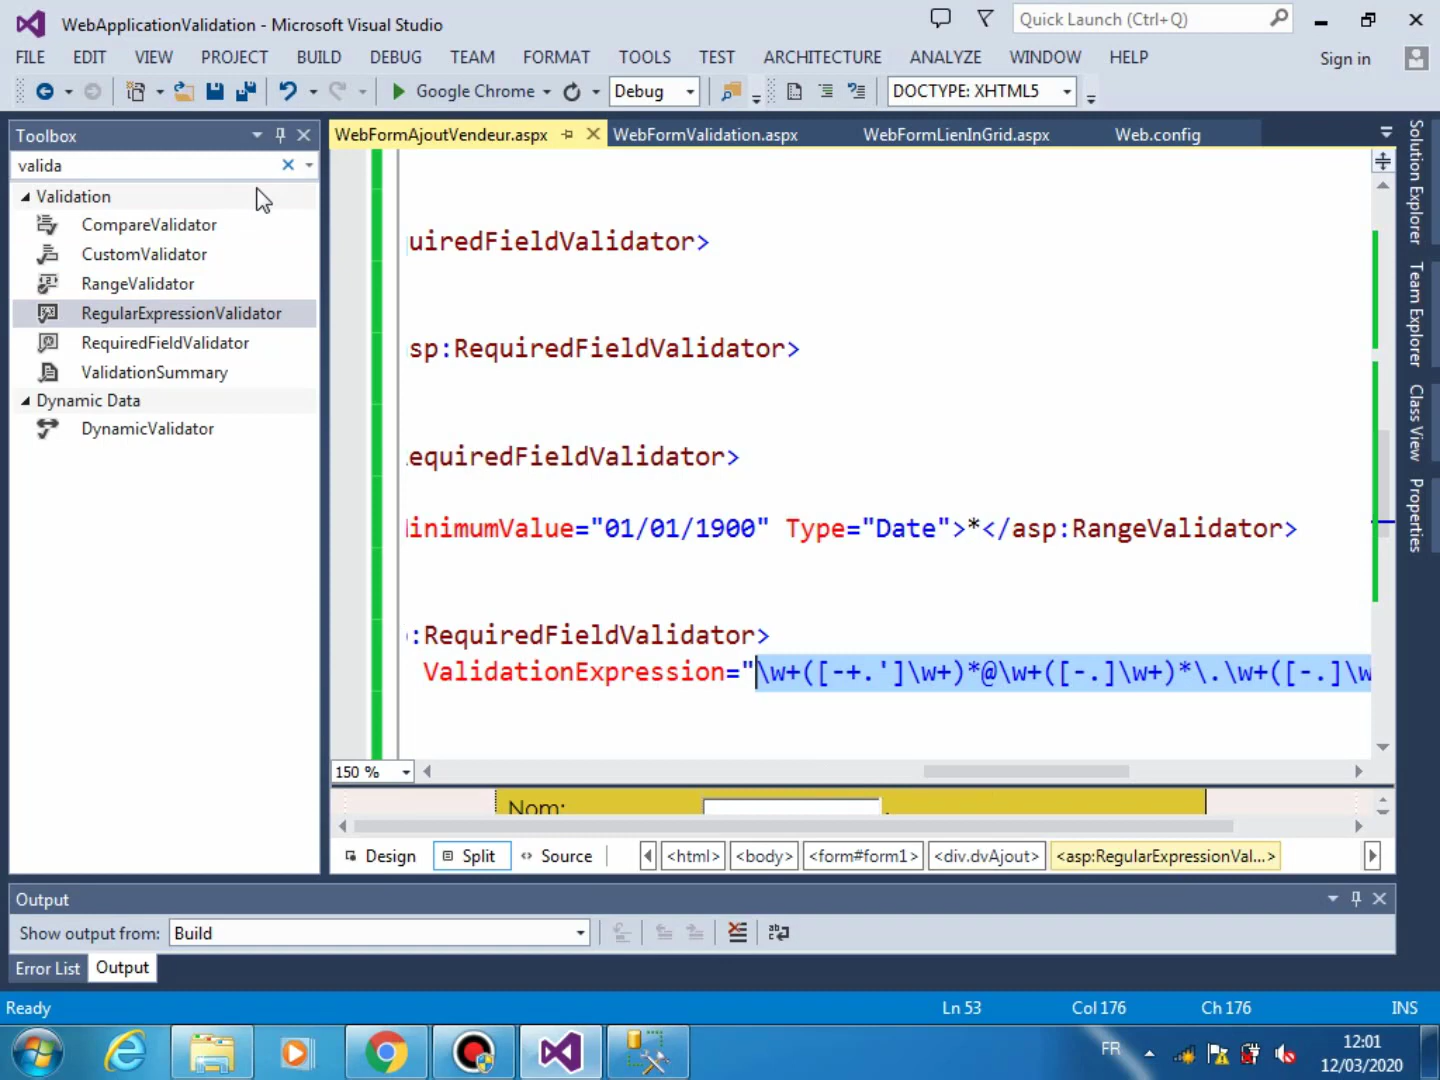 WebApplicationValidation - Microsoft Visual Studio
Quick Launch (Ctrl+Q)
FILE EDIT VIEW PROJECT BUILD DEBUG TEAM FORMAT TOOLS TEST ARCHITECTURE ANALYZE WINDOW HELP Sign in
Google Chrome Debug DOCTYPE: XHTML5
Toolbox
WebFormAjoutVendeur.aspx WebFormValidation.aspx WebFormLienInGrid.aspx Web.config
valida
Validation
CompareValidator
CustomValidator
RangeValidator
RegularExpressionValidator
RequiredFieldValidator
ValidationSummary
Dynamic Data
DynamicValidator
uiredFieldValidator>
sp:RequiredFieldValidator>
equiredFieldValidator>
inimumValue="01/01/1900" Type="Date">*</asp:RangeValidator>
:RequiredFieldValidator>
ValidationExpression="\w+([-+.']\w+)*@\w+([-.]\w+)*\.\w+([-.]\w
150 %
Nom:
Design Split Source <html> <body> <form#form1> <div.dvAjout> <asp:RegularExpressionVal...>
Solution Explorer
Team Explorer
Class View
Properties
Output
Show output from: Build
Error List Output
Ready Ln 53 Col 176 Ch 176 INS
FR 12:01
12/03/2020